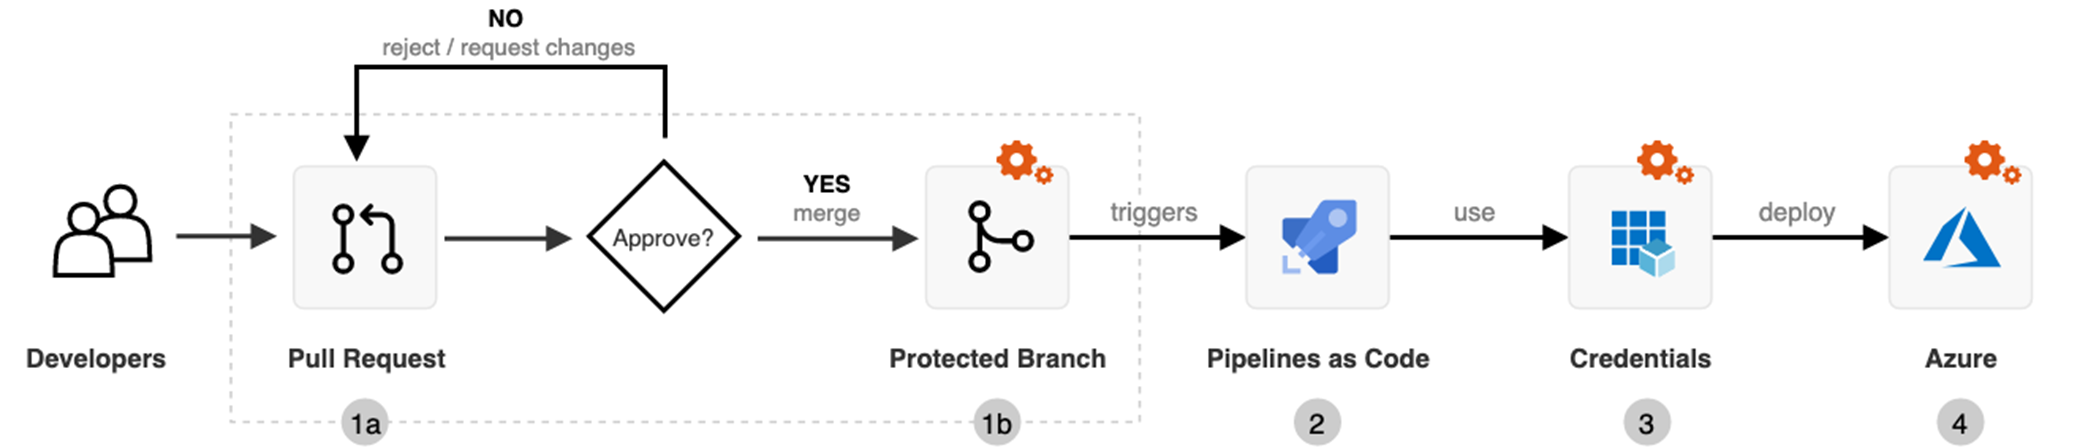 NO
reject / request changes
YES
merge
Approve?
triggers
use
deploy
Developers
Pull Request
Protected Branch
Pipelines as Code
Credentials
Azure
1a
1b
2
3
4